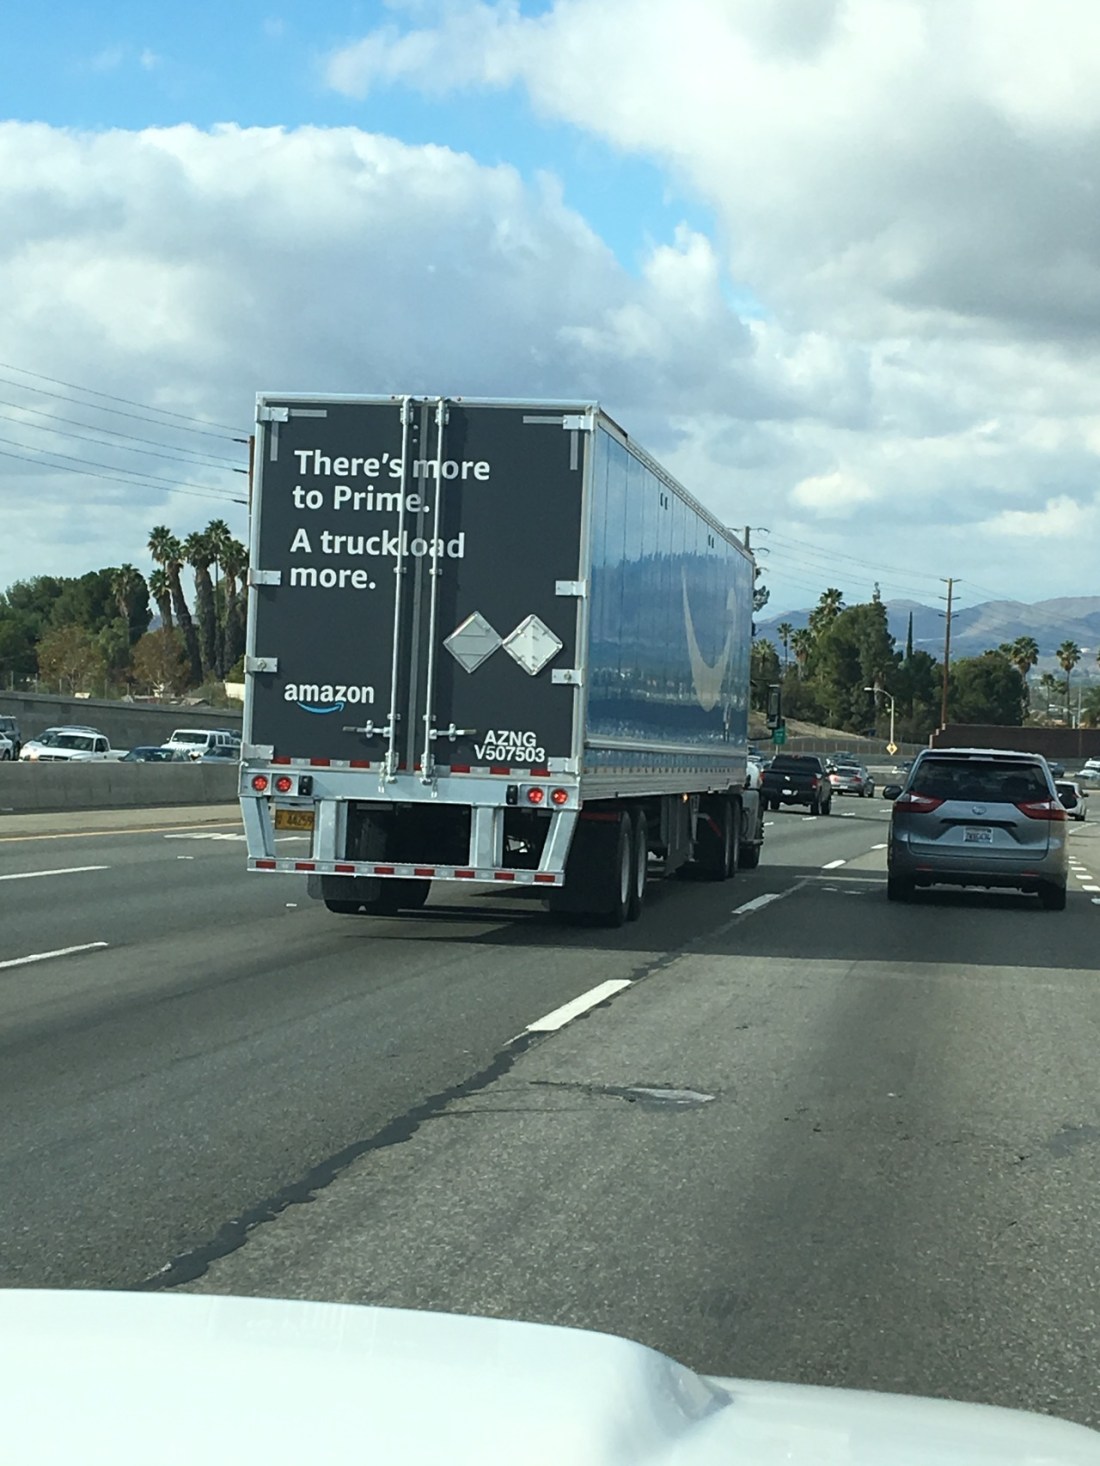 There's more
to Prime.
A truckload
more.
amazon
AZNG
V507503